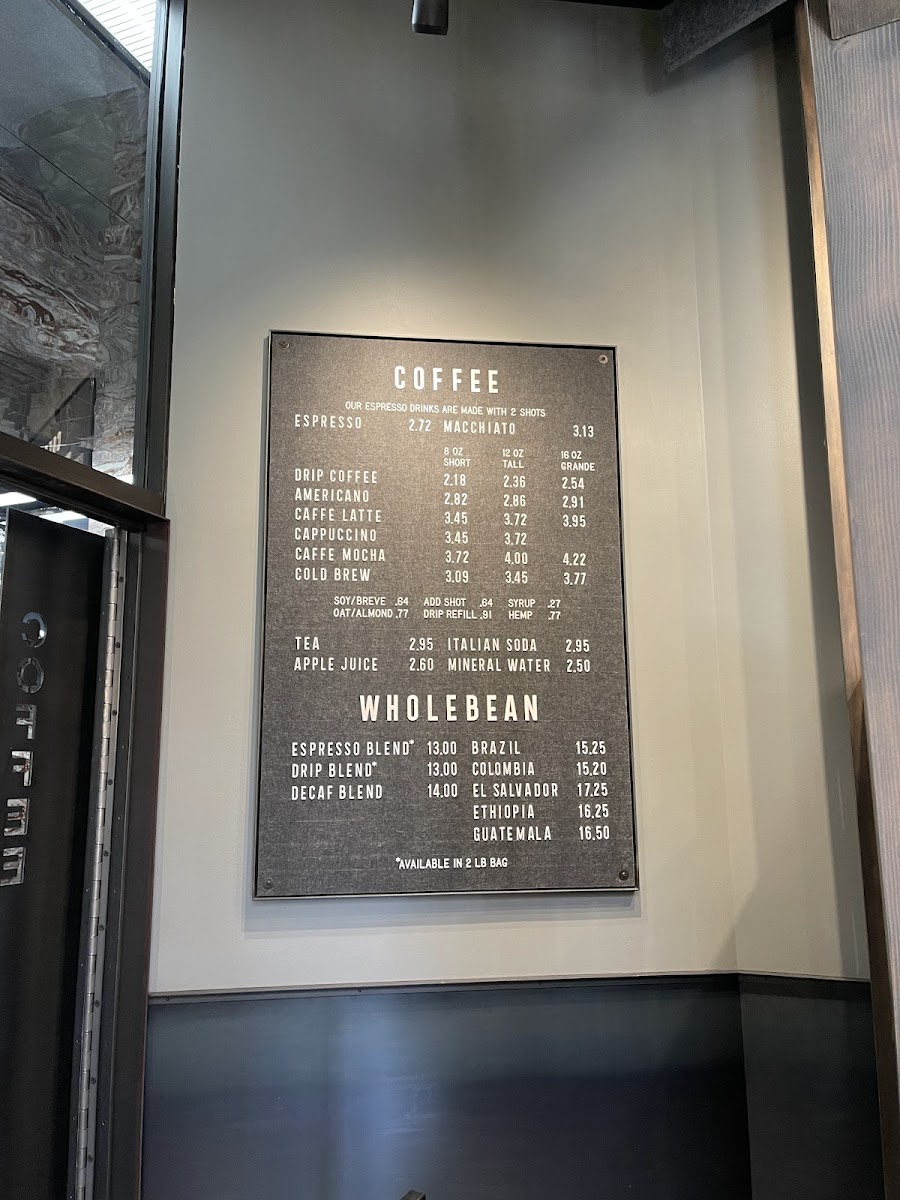 COFFEE
OUR ESPRESSO DRINKS ARE MADE WITH 2 SHOTS
ESPRESSO 2.72 MACCHIATO 3.13
8 OZ 12 OZ 16 OZ
SHORT TALL GRANDE
DRIP COFFEE 2.18 2.36 2.54
AMERICANO 2.82 2.86 2.91
CAFFE LATTE 3.45 3.72 3.95
CAPPUCCINO 3.45 3.72
CAFFE MOCHA 3.72 4.00 4.22
COLD BREW 3.09 3.45 3.77
SOY/BREVE .64 ADD SHOT .64 SYRUP .27
OAT/ALMOND .77 DRIP REFILL .91 HEMP .77
TEA 2.95 ITALIAN SODA 2.95
APPLE JUICE 2.60 MINERAL WATER 2.50
WHOLEBEAN
ESPRESSO BLEND* 13.00 BRAZIL 15.25
DRIP BLEND* 13.00 COLOMBIA 15.20
DECAF BLEND 14.00 EL SALVADOR 17.25
ETHIOPIA 16.25
GUATEMALA 16.50
*AVAILABLE IN 2 LB BAG
COFFEE